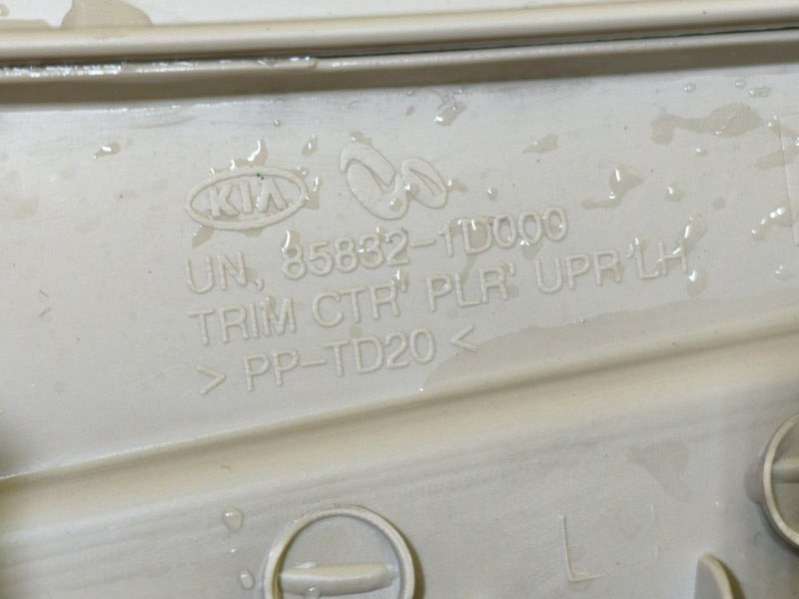 KIA
UN, 85832-1D000
TRIM CTR' PLR' UPR'LH
> PP-TD20 <
L